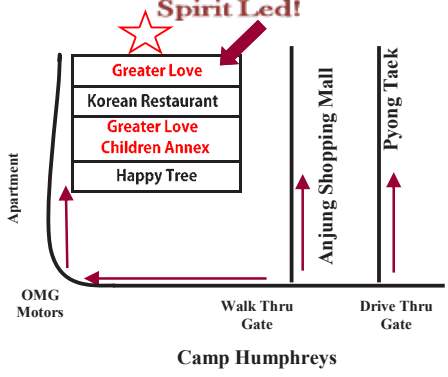 Spirit Led!
Greater Love
Korean Restaurant
Greater Love
Children Annex
Happy Tree
Apartment
Anjung Shopping Mall
Pyong Taek
OMG
Motors
Walk Thru
Gate
Drive Thru
Gate
Camp Humphreys